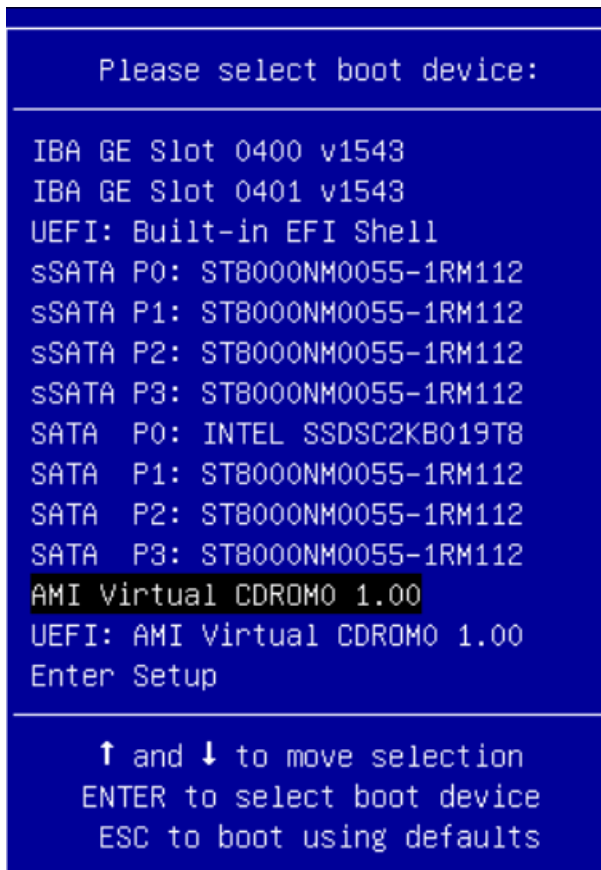 Please select boot device:
IBA GE Slot 0400 v1543
IBA GE Slot 0401 v1543
UEFI: Built-in EFI Shell
sSATA P0: ST8000NM0055-1RM112
sSATA P1: ST8000NM0055-1RM112
sSATA P2: ST8000NM0055-1RM112
sSATA P3: ST8000NM0055-1RM112
SATA  P0: INTEL SSDSC2KB019T8
SATA  P1: ST8000NM0055-1RM112
SATA  P2: ST8000NM0055-1RM112
SATA  P3: ST8000NM0055-1RM112
AMI Virtual CDROM0 1.00
UEFI: AMI Virtual CDROM0 1.00
Enter Setup
↑ and ↓ to move selection
ENTER to select boot device
ESC to boot using defaults